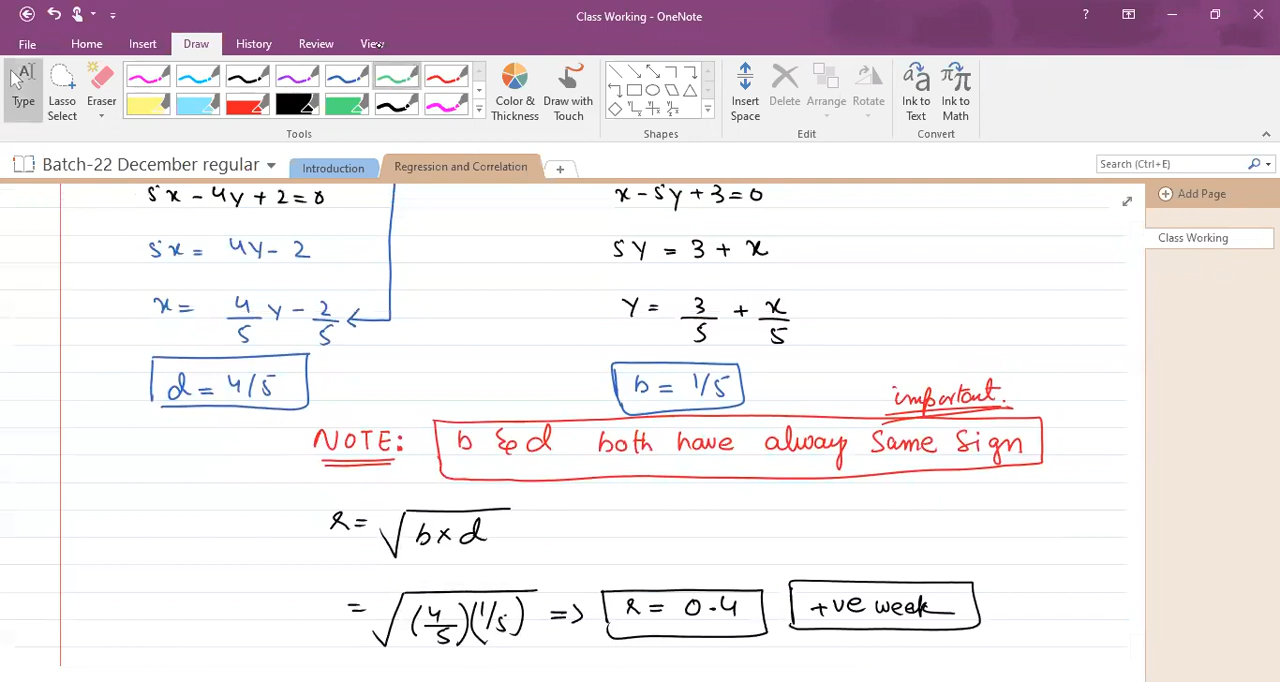 Class Working - OneNote
File Home Insert Draw History Review View
Type
Lasso Select
Eraser
Color & Thickness
Draw with Touch
Insert Space
Delete
Arrange
Rotate
Ink to Text
Ink to Math
Tools Shapes Edit Convert
Batch-22 December regular Introduction Regression and Correlation Search (Ctrl+E)
Add Page
Class Working
5x - 4y + 2 = 0
x - 5y + 3 = 0
5x = 4y - 2
5y = 3 + x
x = 4/5 y - 2/5
y = 3/5 + x/5
d = 4/5
b = 1/5
important.
NOTE: b & d both have alway same sign
r = √b × d
= √(4/5)(1/5) => r = 0.4 +ve week